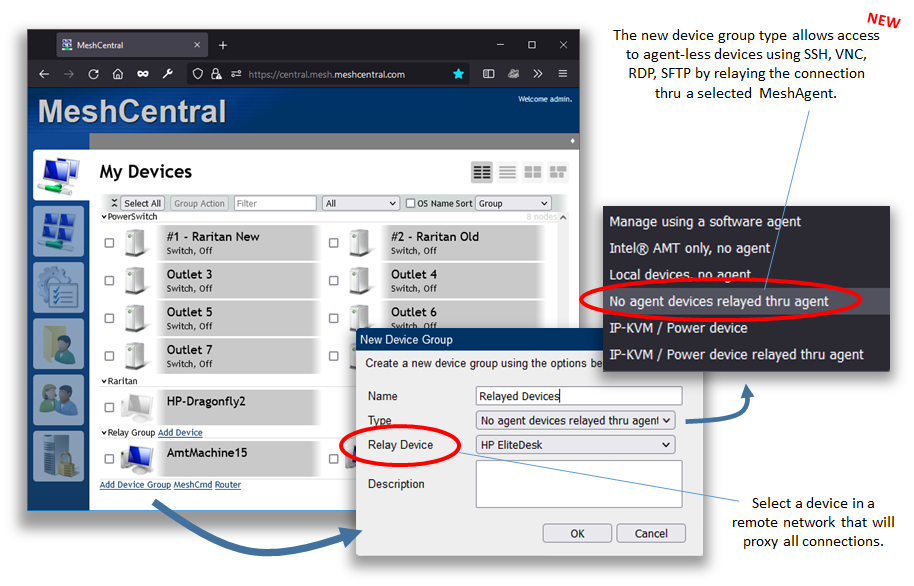 NEW
The new device group type allows access
to agent-less devices using SSH, VNC,
RDP, SFTP by relaying the connection
thru a selected MeshAgent.
MeshCentral
https://central.mesh.meshcentral.com
MeshCentral
Welcome admin.
My Devices
Select All Group Action Filter All OS Name Sort Group
PowerSwitch 8 nodes
#1 - Raritan New
Switch, Off
#2 - Raritan Old
Switch, Off
Outlet 3
Switch, Off
Outlet 4
Switch, Off
Outlet 5
Switch, Off
Outlet 6
Switch, Off
Outlet 7
Switch, Off
Raritan
HP-Dragonfly2
Relay Group Add Device
AmtMachine15
Add Device Group MeshCmd Router
Manage using a software agent
Intel® AMT only, no agent
Local devices, no agent
No agent devices relayed thru agent
IP-KVM / Power device
IP-KVM / Power device relayed thru agent
New Device Group
Create a new device group using the options be
Name Relayed Devices
Type No agent devices relayed thru agent
Relay Device HP EliteDesk
Description
OK Cancel
Select a device in a
remote network that will
proxy all connections.